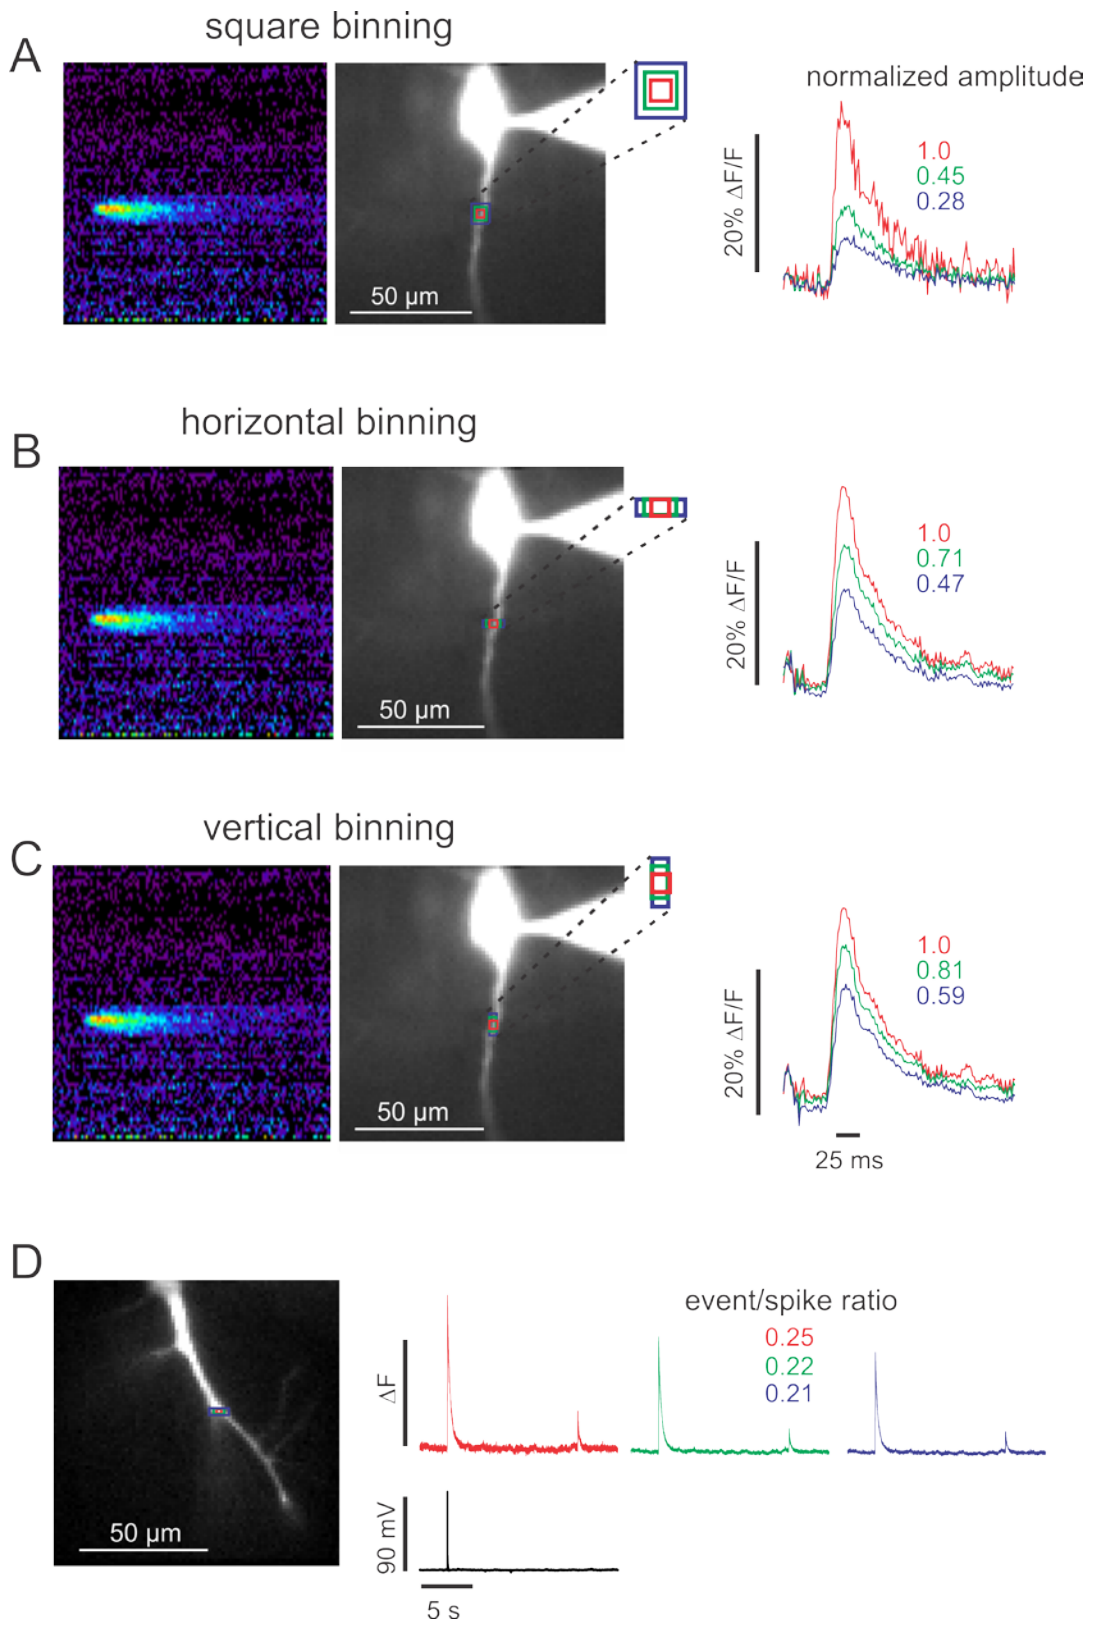 square binning
A
normalized amplitude
20% ΔF/F
1.0
0.45
0.28
50 µm
horizontal binning
B
20% ΔF/F
1.0
0.71
0.47
50 µm
vertical binning
C
20% ΔF/F
1.0
0.81
0.59
50 µm
25 ms
D
event/spike ratio
0.25
0.22
0.21
ΔF
50 µm
90 mV
5 s